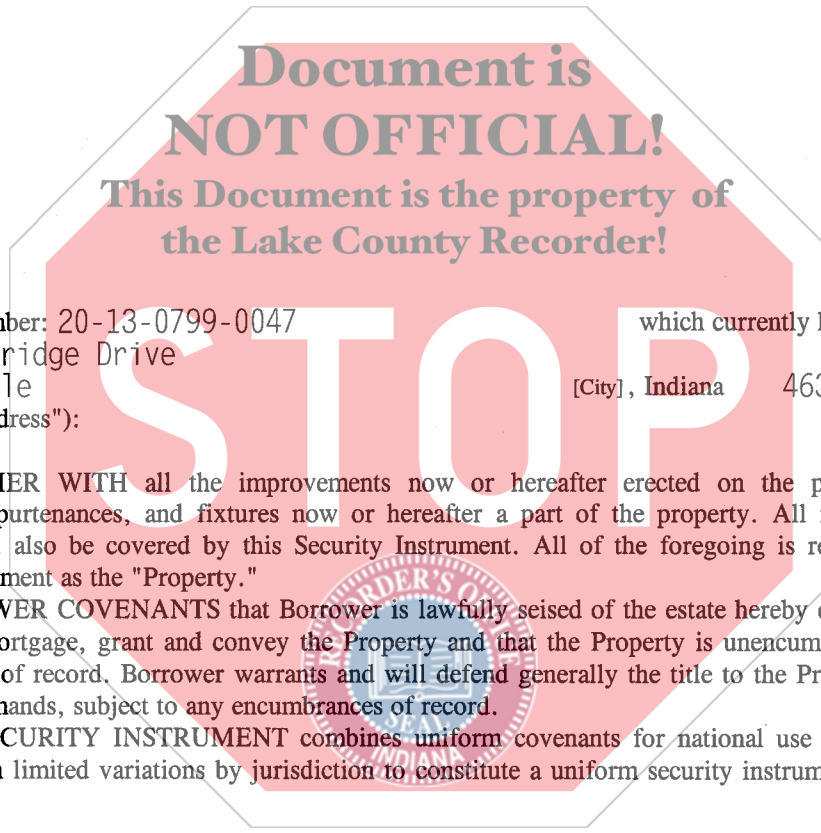 Document is
NOT OFFICIAL!
This Document is the property of
the Lake County Recorder!
STOP
nber: 20-13-0799-0047 which currently l
ridge Drive
le [City], Indiana 463
dress"):
IER WITH all the improvements now or hereafter erected on the p
purtenances, and fixtures now or hereafter a part of the property. All
also be covered by this Security Instrument. All of the foregoing is re
ment as the "Property."
WER COVENANTS that Borrower is lawfully seised of the estate hereby
ortgage, grant and convey the Property and that the Property is unencum
of record. Borrower warrants and will defend generally the title to the Pr
nands, subject to any encumbrances of record.
CURITY INSTRUMENT combines uniform covenants for national use
limited variations by jurisdiction to constitute a uniform security instrum
RECORDER'S OFFICE
SEAL
INDIANA